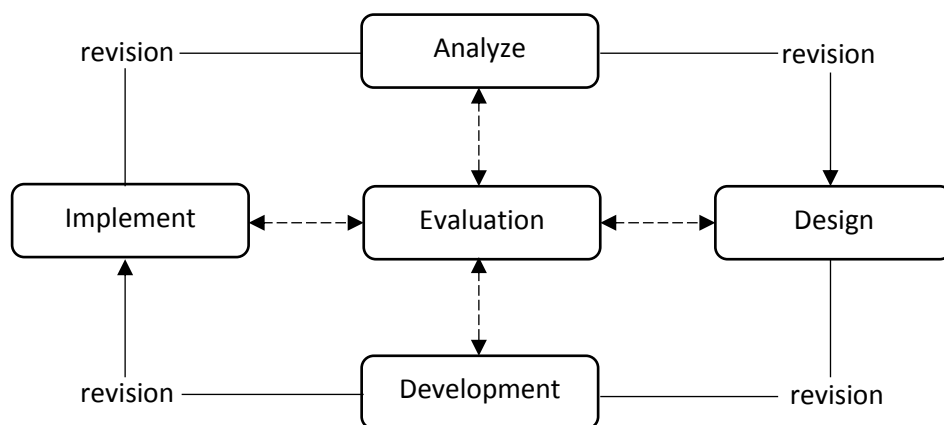 Analyze
revision
revision
Implement
Evaluation
Design
Development
revision
revision